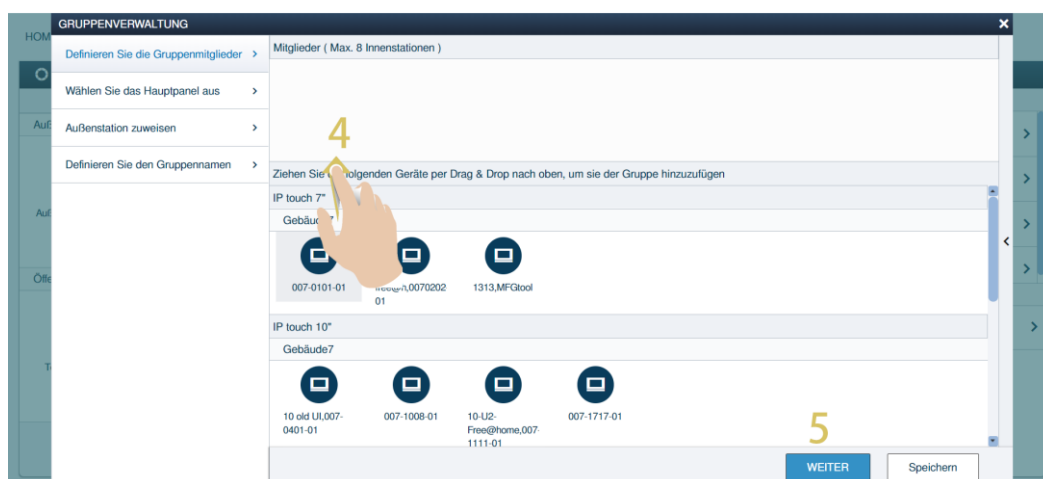 GRUPPENVERWALTUNG
HOM
Definieren Sie die Gruppenmitglieder
Mitglieder ( Max. 8 Innenstationen )
Wählen Sie das Hauptpanel aus
Außenstation zuweisen
Definieren Sie den Gruppennamen
4
Ziehen Sie folgenden Geräte per Drag & Drop nach oben, um sie der Gruppe hinzuzufügen
IP touch 7"
Gebäude7
007-0101-01
free@h,0070202
01
1313,MFGtool
IP touch 10"
Gebäude7
10 old UI,007-
0401-01
007-1008-01
10-U2-
Free@home,007-
1111-01
007-1717-01
5
WEITER
Speichern